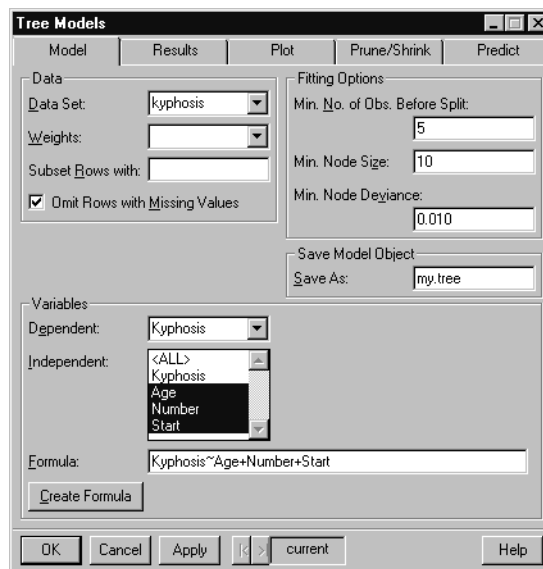 Tree Models
Model Results Plot Prune/Shrink Predict
Data
Data Set: kyphosis
Weights:
Subset Rows with:
Omit Rows with Missing Values
Fitting Options
Min. No. of Obs. Before Split:
5
Min. Node Size: 10
Min. Node Deviance:
0.010
Save Model Object
Save As: my.tree
Variables
Dependent: Kyphosis
Independent: <ALL>
Kyphosis
Age
Number
Start
Formula: Kyphosis~Age+Number+Start
Create Formula
OK Cancel Apply current Help